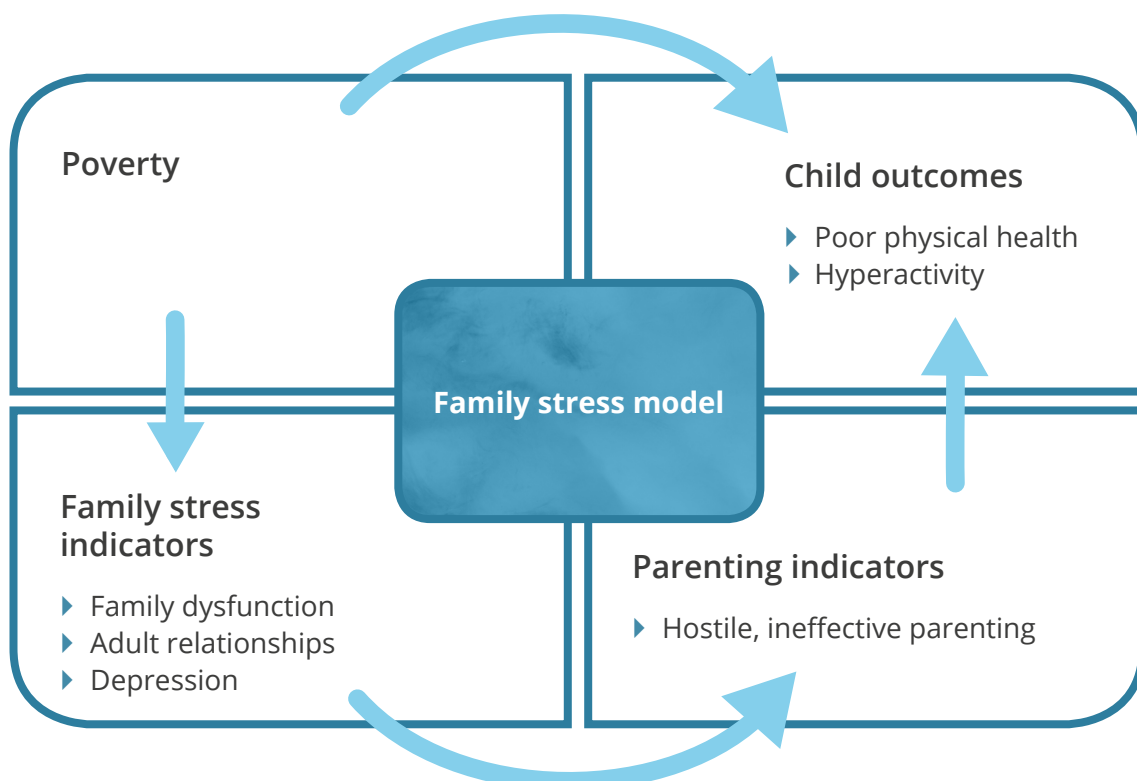 Poverty
Child outcomes
Poor physical health
Hyperactivity
Family stress model
Family stress
indicators
Family dysfunction
Adult relationships
Depression
Parenting indicators
Hostile, ineffective parenting